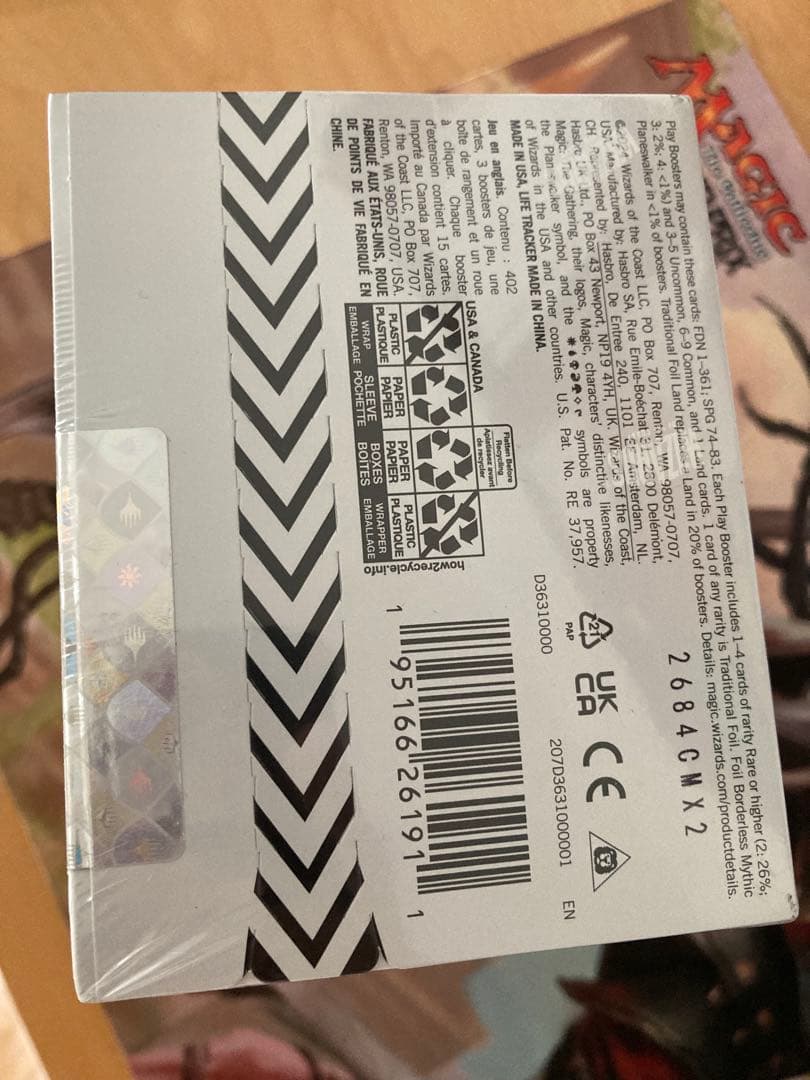 MAGIC
Play Boosters may contain these cards: FDN 1–361; SPG 74-83. Each Play Booster includes 1–4 cards of rarity Rare or higher (2: 26%;
3: 2%; 4: <1%) and 3–5 Uncommon, 6–9 Common, and 1 Land cards. 1 card of any rarity is Traditional Foil. Foil Borderless Mythic
Planeswalker in <1% of boosters. Traditional Foil Land replaces a Land in 20% of boosters. Details: magic.wizards.com/productdetails.
Wizards of the Coast LLC, PO Box 707, Renton, WA 98057-0707,
USA. Manufactured by: Hasbro SA, Rue Emile-Boéchat 31, 2800 Delémont,
CH. Represented by: Hasbro, De Entree 240, 1101 EE Amsterdam, NL.
Hasbro UK Ltd., PO Box 43 Newport, NP19 4YH, UK. Wizards of the Coast,
Magic: The Gathering, their logos, Magic, characters' distinctive likenesses,
the Planeswalker symbol, and the symbols are property
of Wizards in the USA and other countries. U.S. Pat. No. RE 37,957.
MADE IN USA, LIFE TRACKER MADE IN CHINA.
Jeu en anglais. Contenu : 402
cartes, 3 boosters de jeu, une
boîte de rangement et un roue
à cliquer. Chaque booster
d'extension contient 15 cartes.
Importé au Canada par Wizards
of the Coast LLC, PO Box 707,
Renton, WA 98057-0707, USA.
FABRIQUÉ AUX ÉTATS-UNIS, ROUE
DE POINTS DE VIE FABRIQUÉ EN
CHINE.
USA & CANADA
Flatten Before
Recycling
Aplatissez avant
de recycler
PLASTIC
PLASTIQUE
WRAP
EMBALLAGE
PAPER
PAPIER
SLEEVE
POCHETTE
PAPER
PAPIER
BOXES
BOÎTES
PLASTIC
PLASTIQUE
WRAPPER
EMBALLAGE
how2recycle.info
2684GMX2
21
PAP
UK
CA
CE
D36310000
207D3631000001 EN
1 95166 26191 1